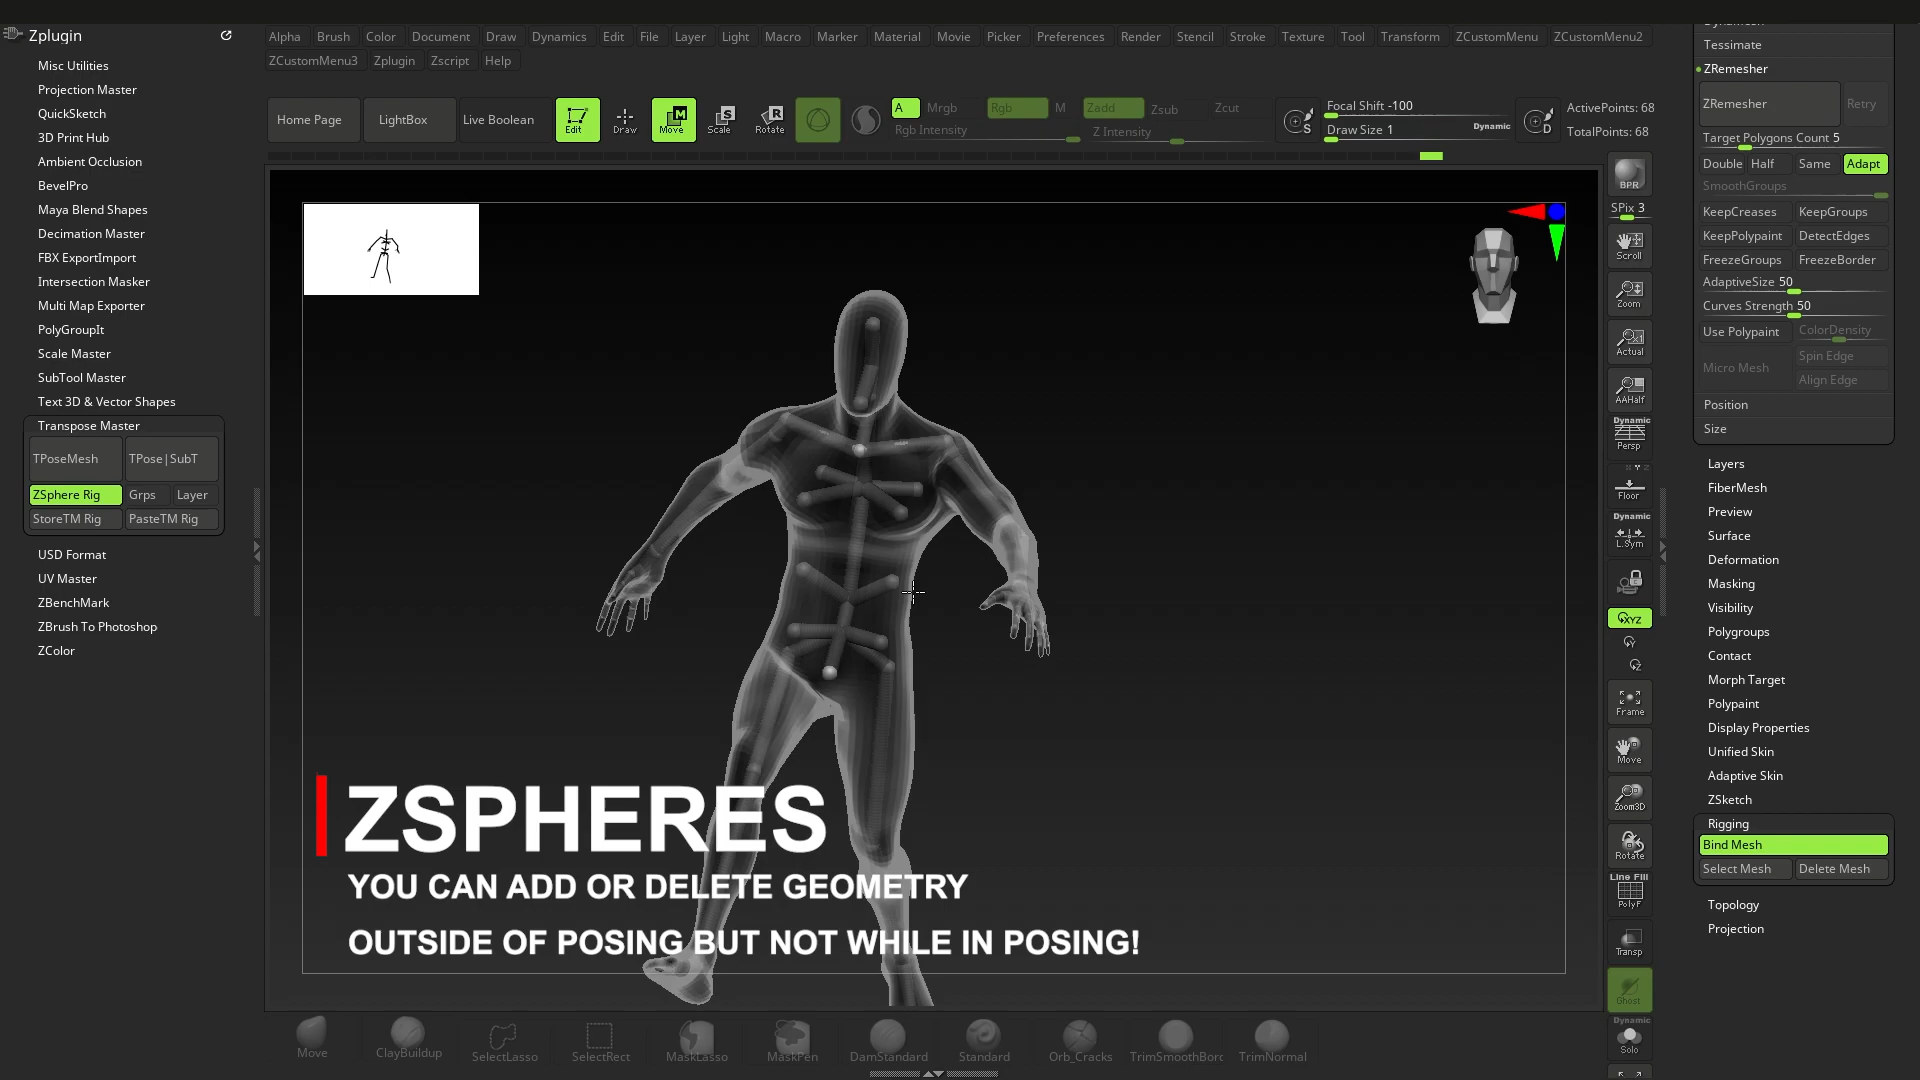 Zplugin
Misc Utilities
Projection Master
QuickSketch
3D Print Hub
Ambient Occlusion
BevelPro
Maya Blend Shapes
Decimation Master
FBX ExportImport
Intersection Masker
Multi Map Exporter
PolyGroupIt
Scale Master
SubTool Master
Text 3D & Vector Shapes
Transpose Master
TPoseMesh TPose|SubT
ZSphere Rig Grps Layer
StoreTM Rig PasteTM Rig
USD Format
UV Master
ZBenchMark
ZBrush To Photoshop
ZColor
Alpha Brush Color Document Draw Dynamics Edit File Layer Light Macro Marker Material Movie Picker Preferences Render Stencil Stroke Texture Tool Transform ZCustomMenu ZCustomMenu2
ZCustomMenu3 Zplugin Zscript Help
Home Page LightBox Live Boolean Edit Draw Move Scale Rotate
A Mrgb Rgb M Zadd Zsub Zcut
Rgb Intensity Z Intensity
Focal Shift -100
Draw Size 1 Dynamic
ActivePoints: 68
TotalPoints: 68
ZSPHERES
YOU CAN ADD OR DELETE GEOMETRY
OUTSIDE OF POSING BUT NOT WHILE IN POSING!
Move ClayBuildup SelectLasso SelectRect MaskLasso MaskPen DamStandard Standard Orb_Cracks TrimSmoothBorc TrimNormal
BPR
SPix 3
Scroll
Zoom
Actual
AAHalf
Dynamic
Persp
Floor
Dynamic
L.Sym
XYZ
Frame
Move
Zoom3D
Rotate
Line Fill
PolyF
Transp
Ghost
Dynamic
Solo
Tessimate
ZRemesher
ZRemesher Retry
Target Polygons Count 5
Double Half Same Adapt
SmoothGroups
KeepCreases KeepGroups
KeepPolypaint DetectEdges
FreezeGroups FreezeBorder
AdaptiveSize 50
Curves Strength 50
Use Polypaint ColorDensity
Micro Mesh Spin Edge
Align Edge
Position
Size
Layers
FiberMesh
Preview
Surface
Deformation
Masking
Visibility
Polygroups
Contact
Morph Target
Polypaint
Display Properties
Unified Skin
Adaptive Skin
ZSketch
Rigging
Bind Mesh
Select Mesh Delete Mesh
Topology
Projection